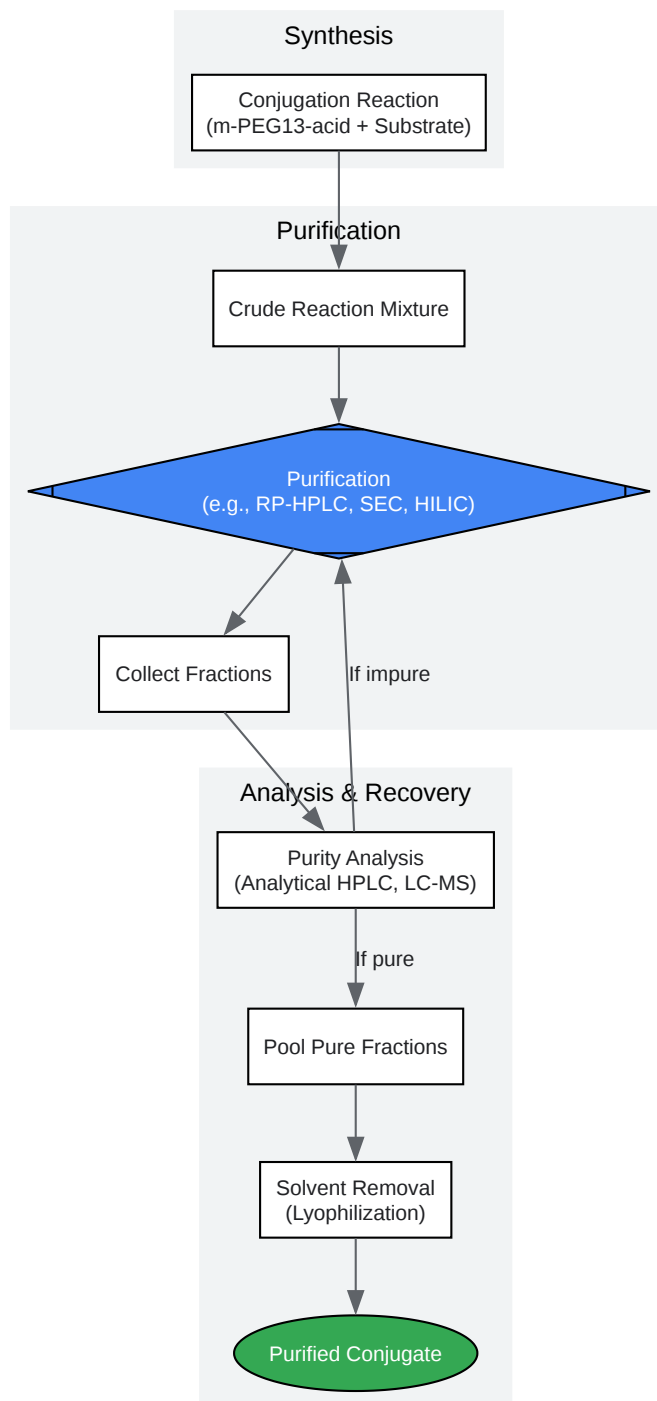 Synthesis
Conjugation Reaction
(m-PEG13-acid + Substrate)
Purification
Crude Reaction Mixture
Purification
(e.g., RP-HPLC, SEC, HILIC)
Collect Fractions
If impure
Analysis & Recovery
Purity Analysis
(Analytical HPLC, LC-MS)
If pure
Pool Pure Fractions
Solvent Removal
(Lyophilization)
Purified Conjugate